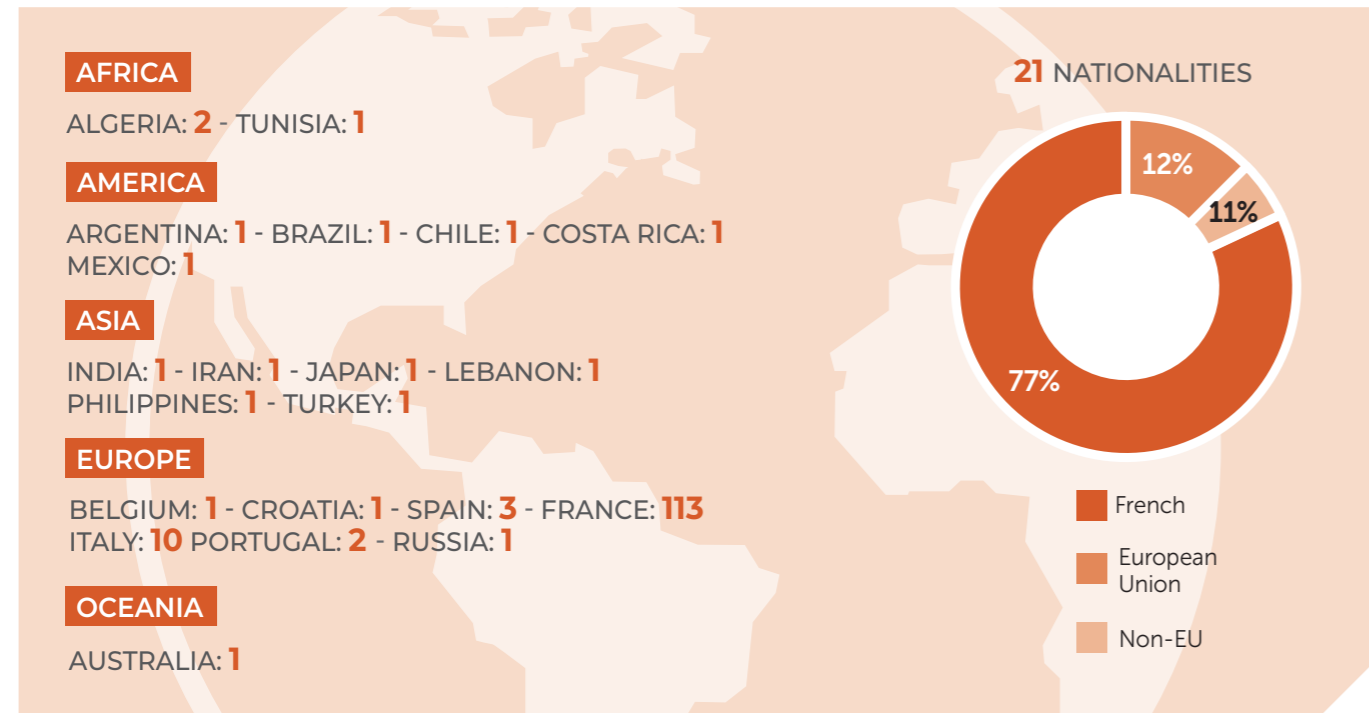 AFRICA
ALGERIA: 2 - TUNISIA: 1
AMERICA
ARGENTINA: 1 - BRAZIL: 1 - CHILE: 1 - COSTA RICA: 1
MEXICO: 1
ASIA
INDIA: 1 - IRAN: 1 - JAPAN: 1 - LEBANON: 1
PHILIPPINES: 1 - TURKEY: 1
EUROPE
BELGIUM: 1 - CROATIA: 1 - SPAIN: 3 - FRANCE: 113
ITALY: 10 PORTUGAL: 2 - RUSSIA: 1
OCEANIA
AUSTRALIA: 1
21 NATIONALITIES
12%
11%
77%
French
European
Union
Non-EU